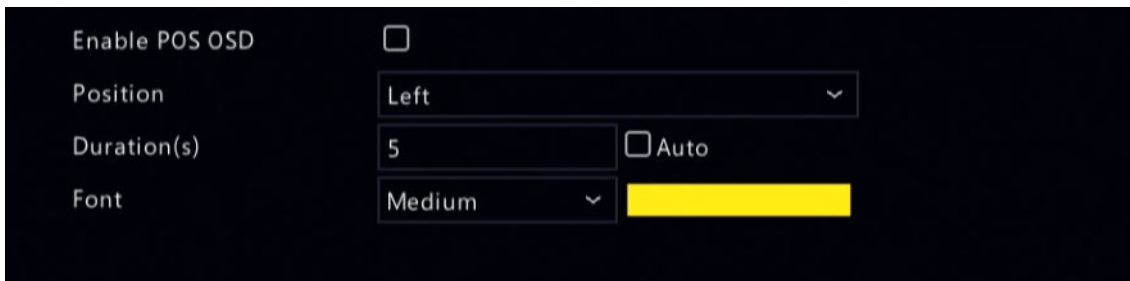 Enable POS OSD
Position Left
Duration(s) 5 Auto
Font Medium